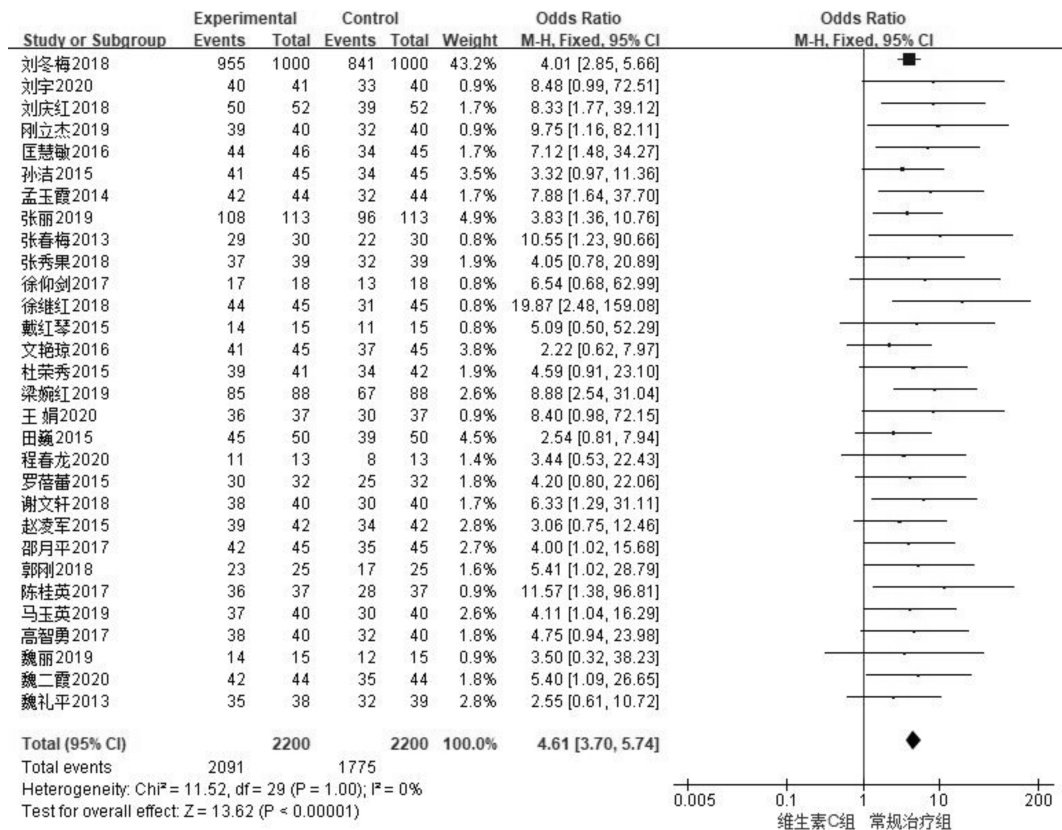 Experimental Control Odds Ratio Odds Ratio
Study or Subgroup Events Total Events Total Weight M-H, Fixed, 95% CI M-H, Fixed, 95% CI
刘冬梅2018 955 1000 841 1000 43.2% 4.01 [2.85, 5.66]
刘宇2020 40 41 33 40 0.9% 8.48 [0.99, 72.51]
刘庆红2018 50 52 39 52 1.7% 8.33 [1.77, 39.12]
刚立杰2019 39 40 32 40 0.9% 9.75 [1.16, 82.11]
匡慧敏2016 44 46 34 45 1.7% 7.12 [1.48, 34.27]
孙洁2015 41 45 34 45 3.5% 3.32 [0.97, 11.36]
孟玉霞2014 42 44 32 44 1.6% 7.88 [1.64, 37.70]
张丽2019 108 113 96 113 4.9% 3.83 [1.36, 10.76]
张春梅2013 29 30 22 30 0.8% 10.55 [1.23, 90.66]
张秀果2018 37 39 32 39 1.9% 4.05 [0.78, 20.89]
徐仰剑2017 17 18 13 18 0.8% 6.54 [0.68, 62.99]
徐继红2018 44 45 31 45 0.8% 19.87 [2.48, 159.08]
戴红琴2015 14 15 11 15 0.8% 5.09 [0.50, 52.29]
文艳琼2016 41 45 37 45 3.8% 2.22 [0.62, 7.97]
杜荣秀2015 39 41 34 42 1.9% 4.59 [0.91, 23.10]
梁婉红2019 85 88 67 88 2.6% 8.88 [2.54, 31.04]
王 娟2020 36 37 30 37 0.9% 8.40 [0.98, 72.15]
田巍2015 45 50 39 50 4.5% 2.54 [0.81, 7.94]
程春龙2020 11 13 8 13 1.4% 3.44 [0.53, 22.43]
罗蓓蕾2015 30 32 25 32 1.8% 4.20 [0.80, 22.06]
谢文轩2018 38 40 30 40 1.6% 6.33 [1.29, 31.11]
赵凌军2015 39 42 34 42 2.8% 3.06 [0.75, 12.46]
邵月平2017 42 45 35 45 2.7% 4.00 [1.02, 15.68]
郭刚2018 23 25 17 25 1.5% 5.41 [1.02, 28.79]
陈桂英2017 36 37 28 37 0.8% 11.57 [1.38, 96.81]
马玉英2019 37 40 30 40 2.6% 4.11 [1.04, 16.29]
高智勇2017 38 40 32 40 1.8% 4.75 [0.94, 23.98]
魏丽2019 14 15 12 15 0.9% 3.50 [0.32, 38.23]
魏二霞2020 42 44 35 44 1.8% 5.40 [1.09, 26.65]
魏礼平2013 35 38 32 39 2.8% 2.55 [0.61, 10.72]
Total (95% CI) 2200 2200 100.0% 4.61 [3.70, 5.74]
Total events 2091 1775
Heterogeneity: Chi² = 11.52, df = 29 (P = 1.00); I² = 0%
Test for overall effect: Z = 13.62 (P < 0.00001)
0.005 0.1 1 10 200
维生素C组 常规治疗组